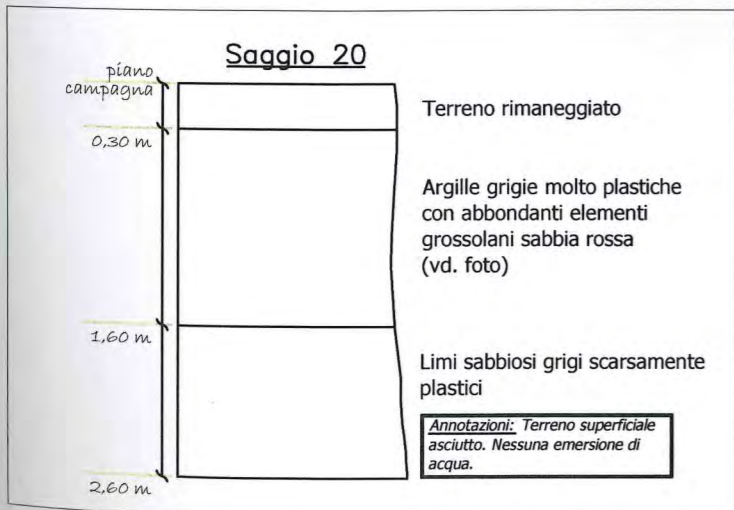 Saggio 20
piano
campagna
Terreno rimaneggiato
0,30 m
Argille grigie molto plastiche
con abbondanti elementi
grossolani sabbia rossa
(vd. foto)
1,60 m
Limi sabbiosi grigi scarsamente
plastici
Annotazioni: Terreno superficiale
asciutto. Nessuna emersione di
acqua.
2,60 m